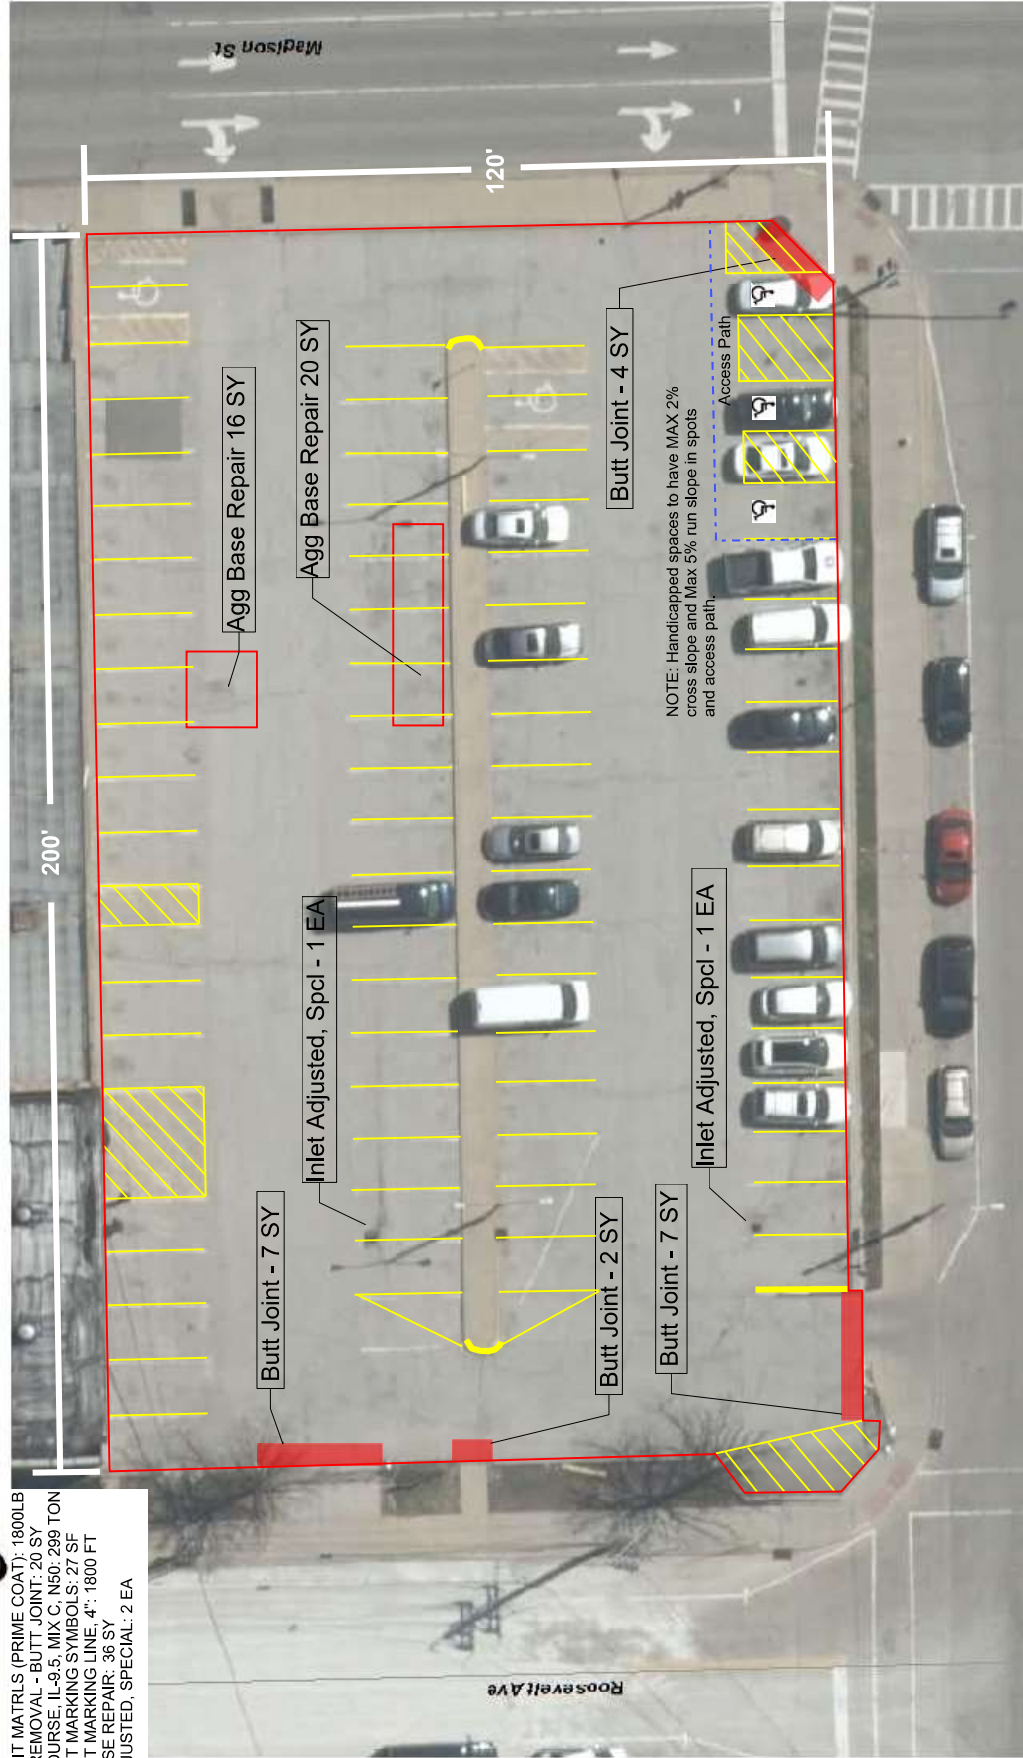 Madison St
120'
200'
Agg Base Repair 16 SY
Agg Base Repair 20 SY
Butt Joint - 4 SY
Access Path
NOTE: Handicapped spaces to have MAX 2%
cross slope and Max 5% run slope in spots
and access path.
Inlet Adjusted, Spcl - 1 EA
Inlet Adjusted, Spcl - 1 EA
Butt Joint - 7 SY
Butt Joint - 2 SY
Butt Joint - 7 SY
Roosevelt Ave
IT MATRLS (PRIME COAT): 1800LB
EMOVAL - BUTT JOINT: 20 SY
OURSE, IL-9.5, MIX C, N50: 299 TON
T MARKING SYMBOLS: 27 SF
T MARKING LINE, 4": 1800 FT
SE REPAIR: 36 SY
JUSTED, SPECIAL: 2 EA